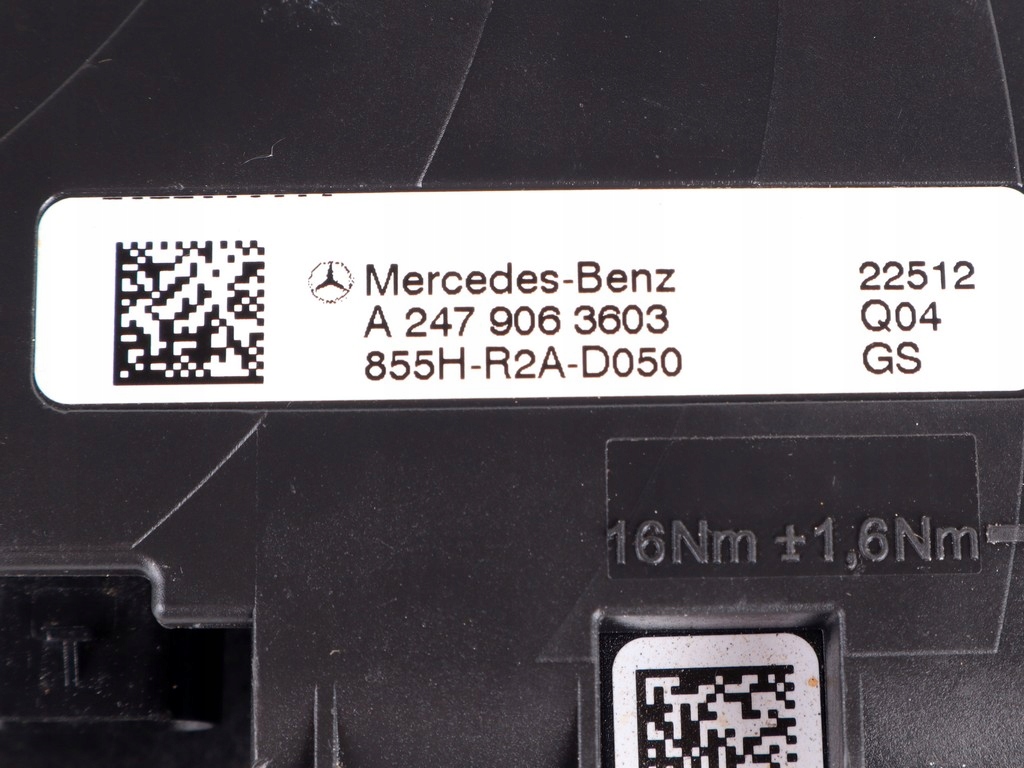 Mercedes-Benz 22512
A 247 906 3603 Q04
855H-R2A-D050 GS
16Nm ±1,6Nm